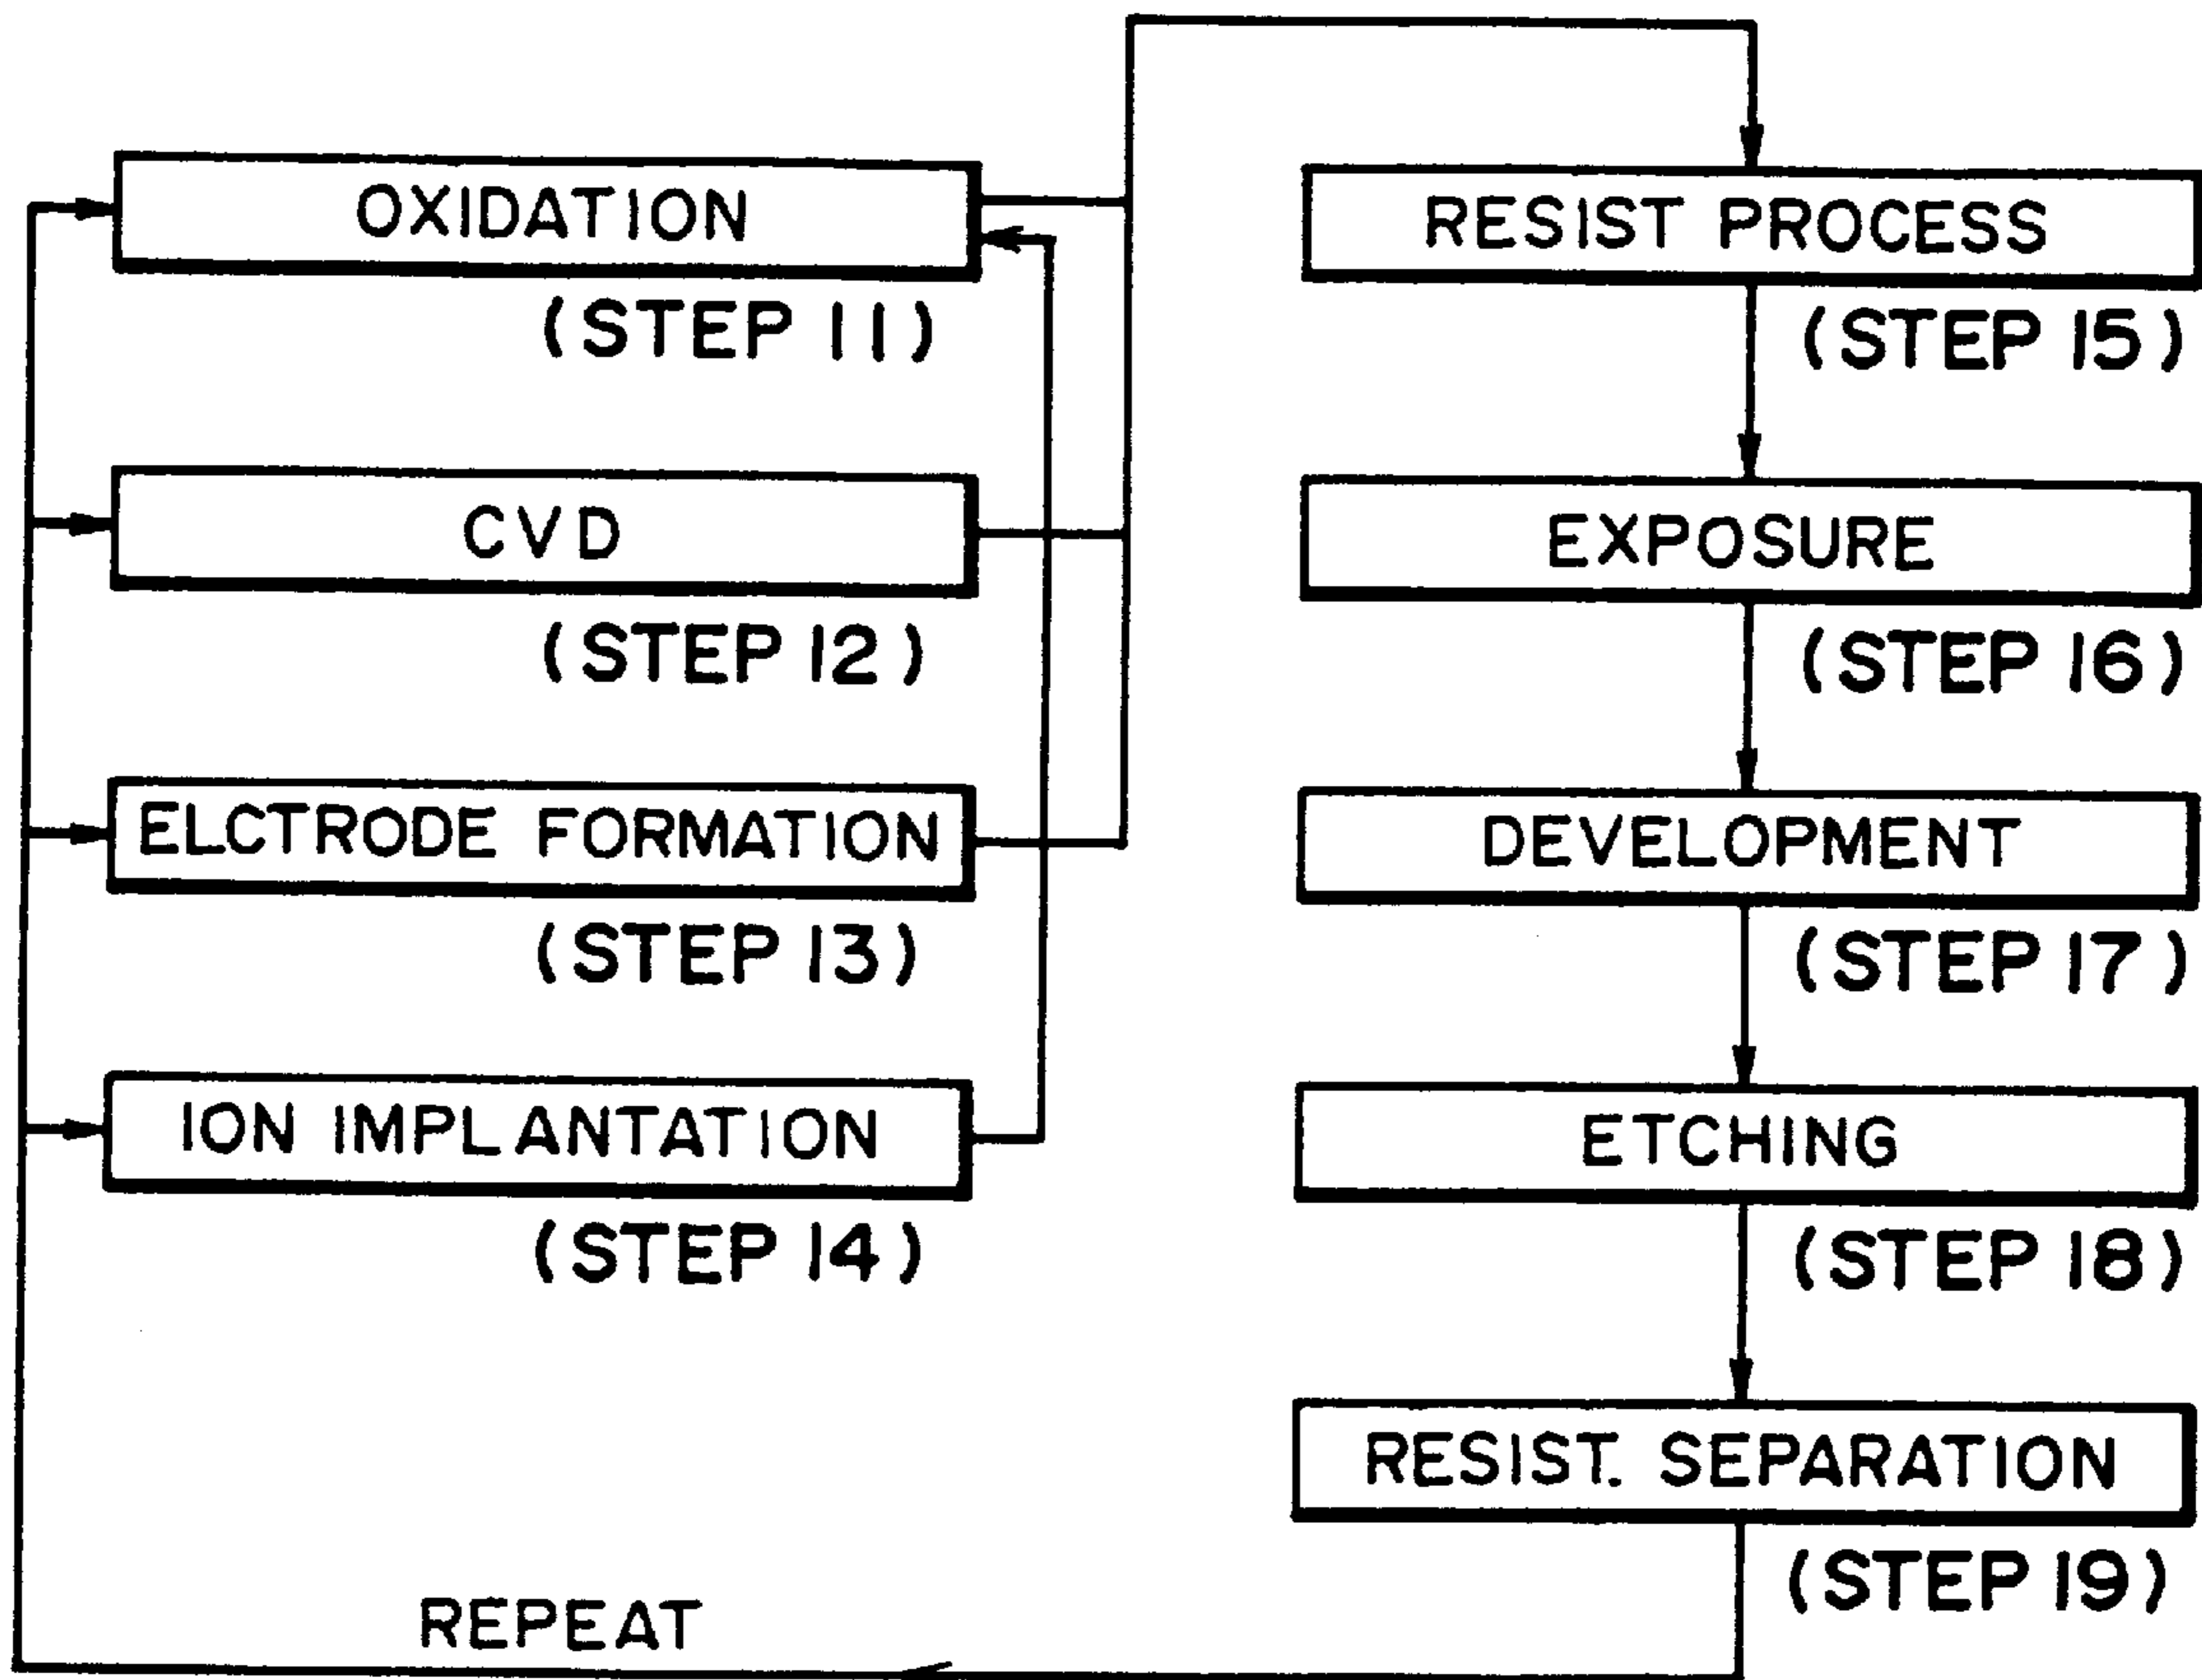 OXIDATION
(STEP 11)
CVD
(STEP 12)
ELCTRODE FORMATION
(STEP 13)
ION IMPLANTATION
(STEP 14)
RESIST PROCESS
(STEP 15)
EXPOSURE
(STEP 16)
DEVELOPMENT
(STEP 17)
ETCHING
(STEP 18)
RESIST. SEPARATION
(STEP 19)
REPEAT